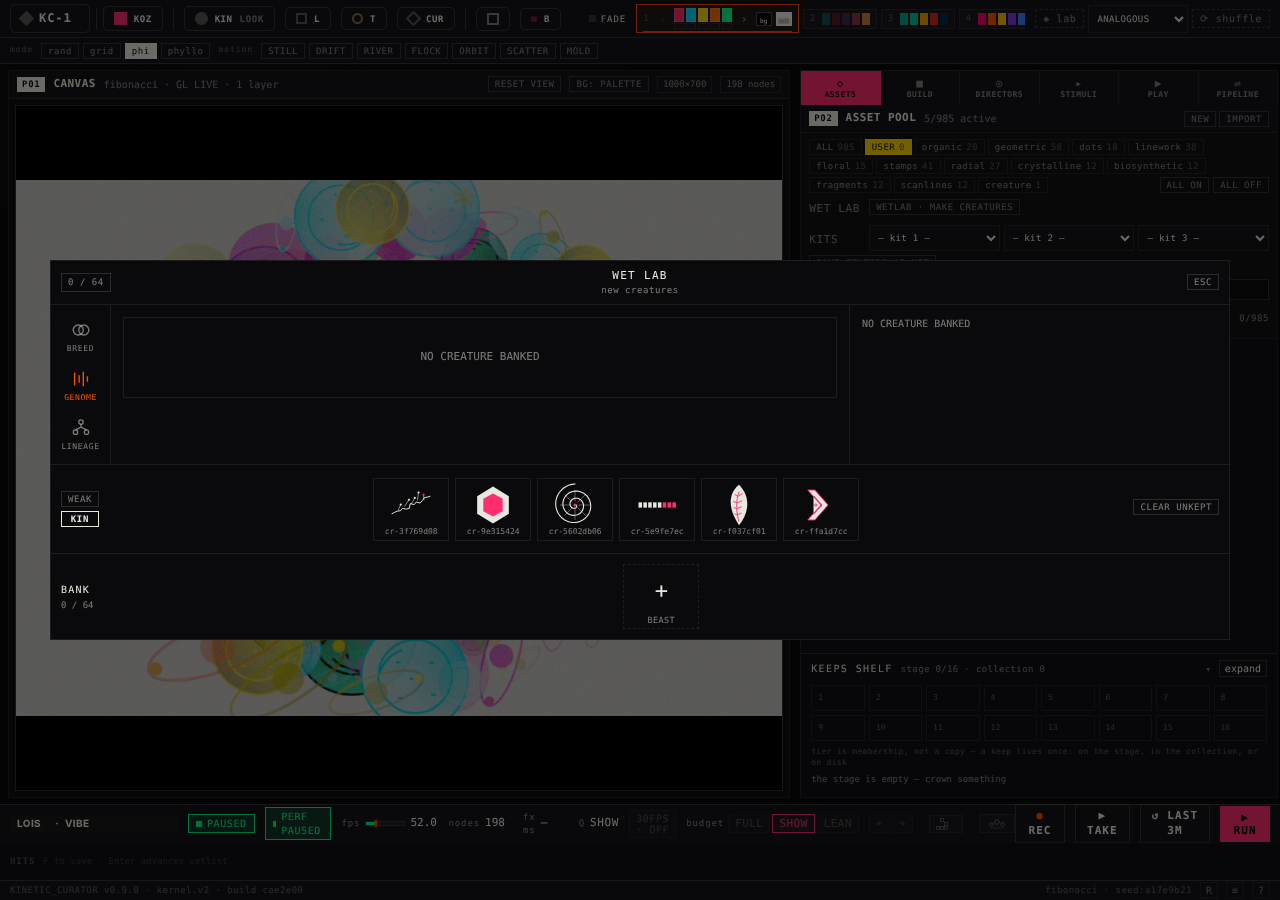 KC-1
KOZ
KIN LOOK
L
T
CUR
B
FADE
1
bg
2
3
4
lab
ANALOGOUS
shuffle
mode
rand
grid
phi
phyllo
motion
STILL
DRIFT
RIVER
FLOCK
ORBIT
SCATTER
MOLD
P01 CANVAS fibonacci · GL LIVE · 1 layer
RESET VIEW
BG: PALETTE
1000×700
198 nodes
ASSETS
BUILD
DIRECTORS
STIMULI
PLAY
PIPELINE
P02 ASSET POOL 5/985 active
NEW
IMPORT
ALL 985
USER 0
organic 20
geometric 58
dots 18
linework 38
floral 15
stamps 41
radial 27
crystalline 12
biosynthetic 12
fragments 12
scanlines 12
creature 1
ALL ON
ALL OFF
WET LAB
WETLAB · MAKE CREATURES
KITS
— kit 1 —
— kit 2 —
— kit 3 —
0/985
0 / 64
WET LAB
new creatures
ESC
BREED
GENOME
LINEAGE
NO CREATURE BANKED
NO CREATURE BANKED
WEAK
KIN
cr-3f769d08
cr-9e315424
cr-5602db06
cr-5e9fe7ec
cr-f037cf01
cr-ffa1d7cc
CLEAR UNKEPT
BANK
0 / 64
+
BEAST
KEEPS SHELF stage 0/16 · collection 0
expand
1 2 3 4 5 6 7 8
9 10 11 12 13 14 15 16
tier is membership, not a copy — a keep lives once: on the stage, in the collection, or
on disk
the stage is empty — crown something
LOIS · VIBE
PAUSED
PERF
PAUSED
fps 52.0
nodes 198
fx
ms —
Q SHOW
30FPS
· OFF
budget
FULL
SHOW
LEAN
REC
TAKE
↺ LAST
3M
RUN
HITS F to save · Enter advances setlist
KINETIC_CURATOR v0.9.0 · kernel.v2 · build cae2e00
fibonacci · seed:a17e9b21
R
≡
?